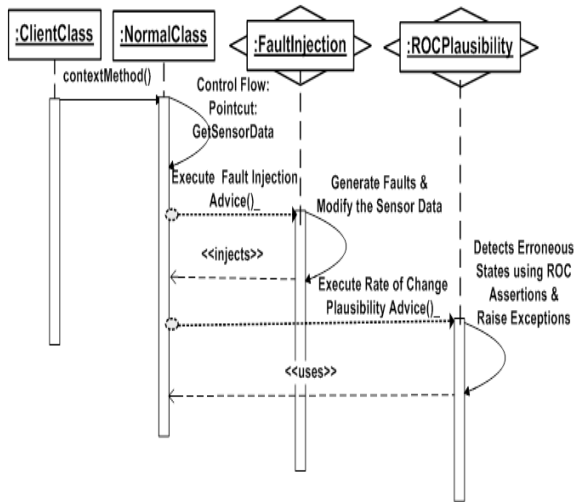 :ClientClass
:NormalClass
:FaultInjection
:ROCPlausibility
contextMethod()
Control Flow:
Pointcut:
GetSensorData
Execute Fault Injection
Advice()_
Generate Faults &
Modify the Sensor Data
<<injects>>
Execute Rate of Change
Plausibility Advice()_
Detects Erroneous
States using ROC
Assertions &
Raise Exceptions
<<uses>>